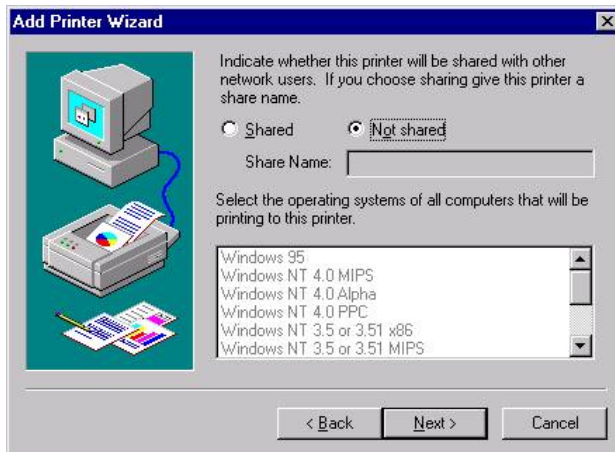 Add Printer Wizard
Indicate whether this printer will be shared with other
network users. If you choose sharing give this printer a
share name.
Shared Not shared
Share Name:
Select the operating systems of all computers that will be
printing to this printer.
Windows 95
Windows NT 4.0 MIPS
Windows NT 4.0 Alpha
Windows NT 4.0 PPC
Windows NT 3.5 or 3.51 x86
Windows NT 3.5 or 3.51 MIPS
< Back Next > Cancel